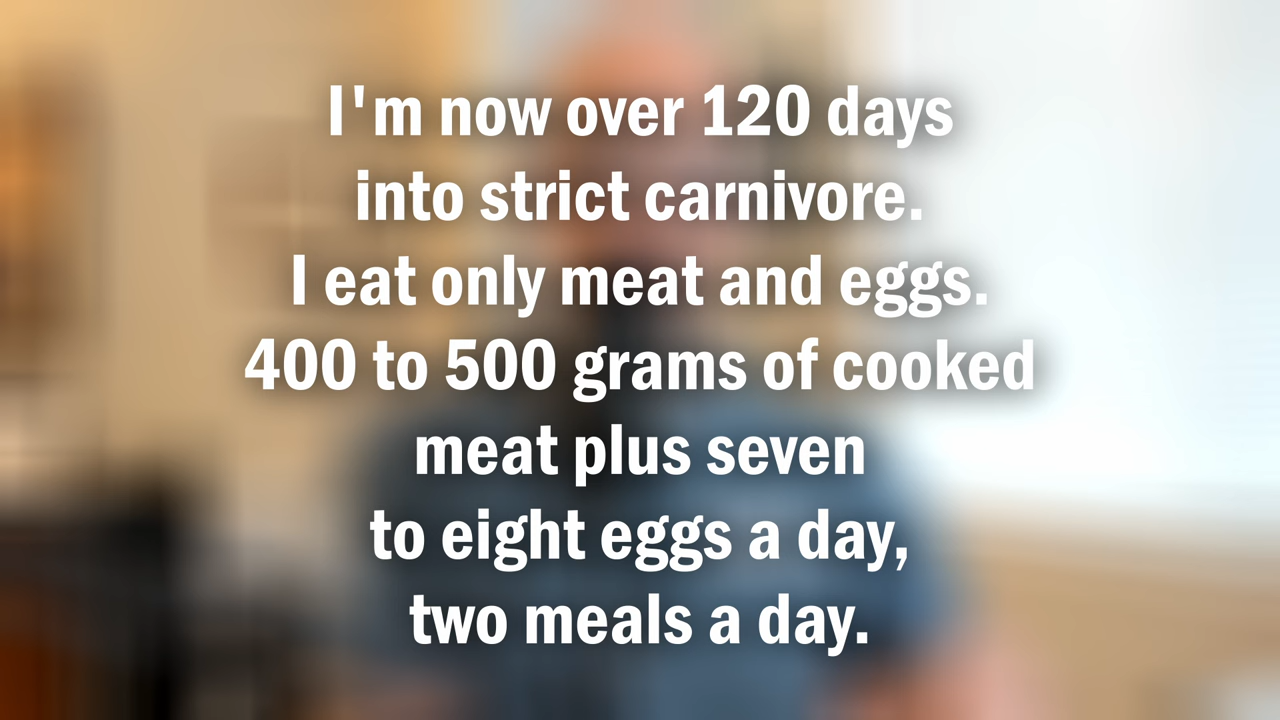 I'm now over 120 days
into strict carnivore.
I eat only meat and eggs.
400 to 500 grams of cooked
meat plus seven
to eight eggs a day,
two meals a day.